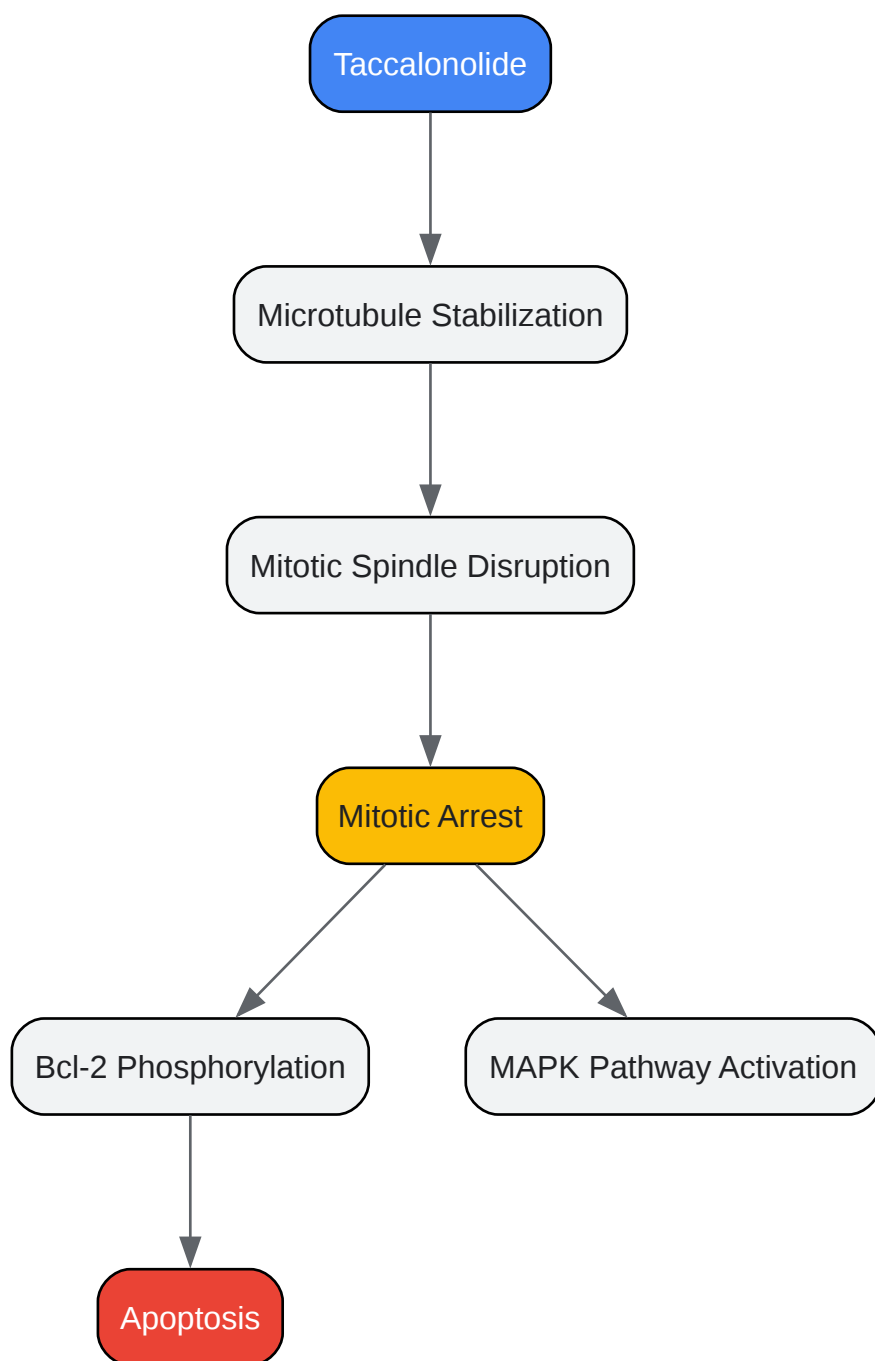 Taccalonolide
Microtubule Stabilization
Mitotic Spindle Disruption
Mitotic Arrest
Bcl-2 Phosphorylation
MAPK Pathway Activation
Apoptosis